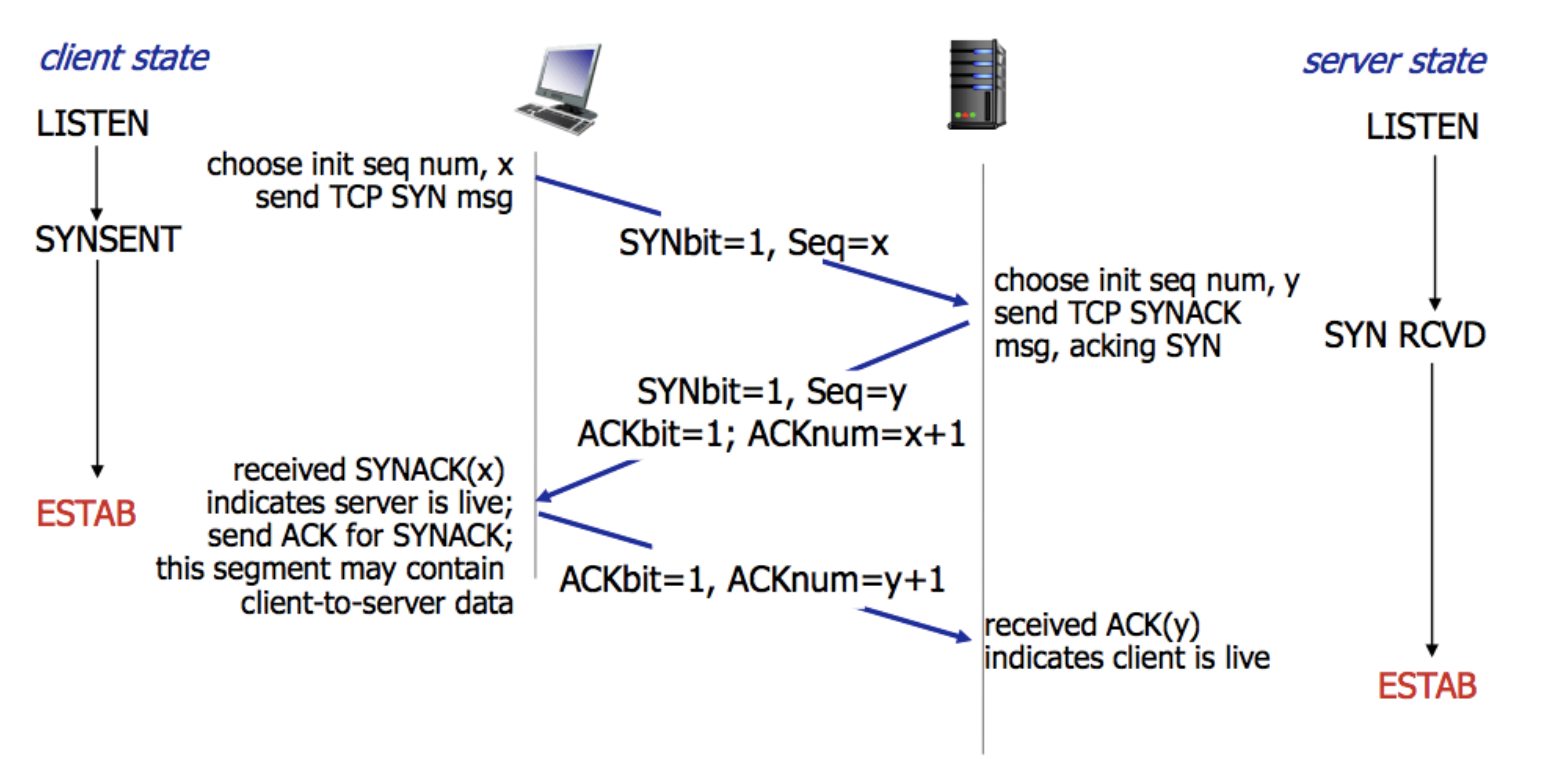 client state
server state
LISTEN
LISTEN
choose init seq num, x
send TCP SYN msg
SYNSENT
SYNbit=1, Seq=x
choose init seq num, y
send TCP SYNACK
msg, acking SYN
SYN RCVD
SYNbit=1, Seq=y
ACKbit=1; ACKnum=x+1
received SYNACK(x)
indicates server is live;
send ACK for SYNACK;
this segment may contain
client-to-server data
ESTAB
ACKbit=1, ACKnum=y+1
received ACK(y)
indicates client is live
ESTAB